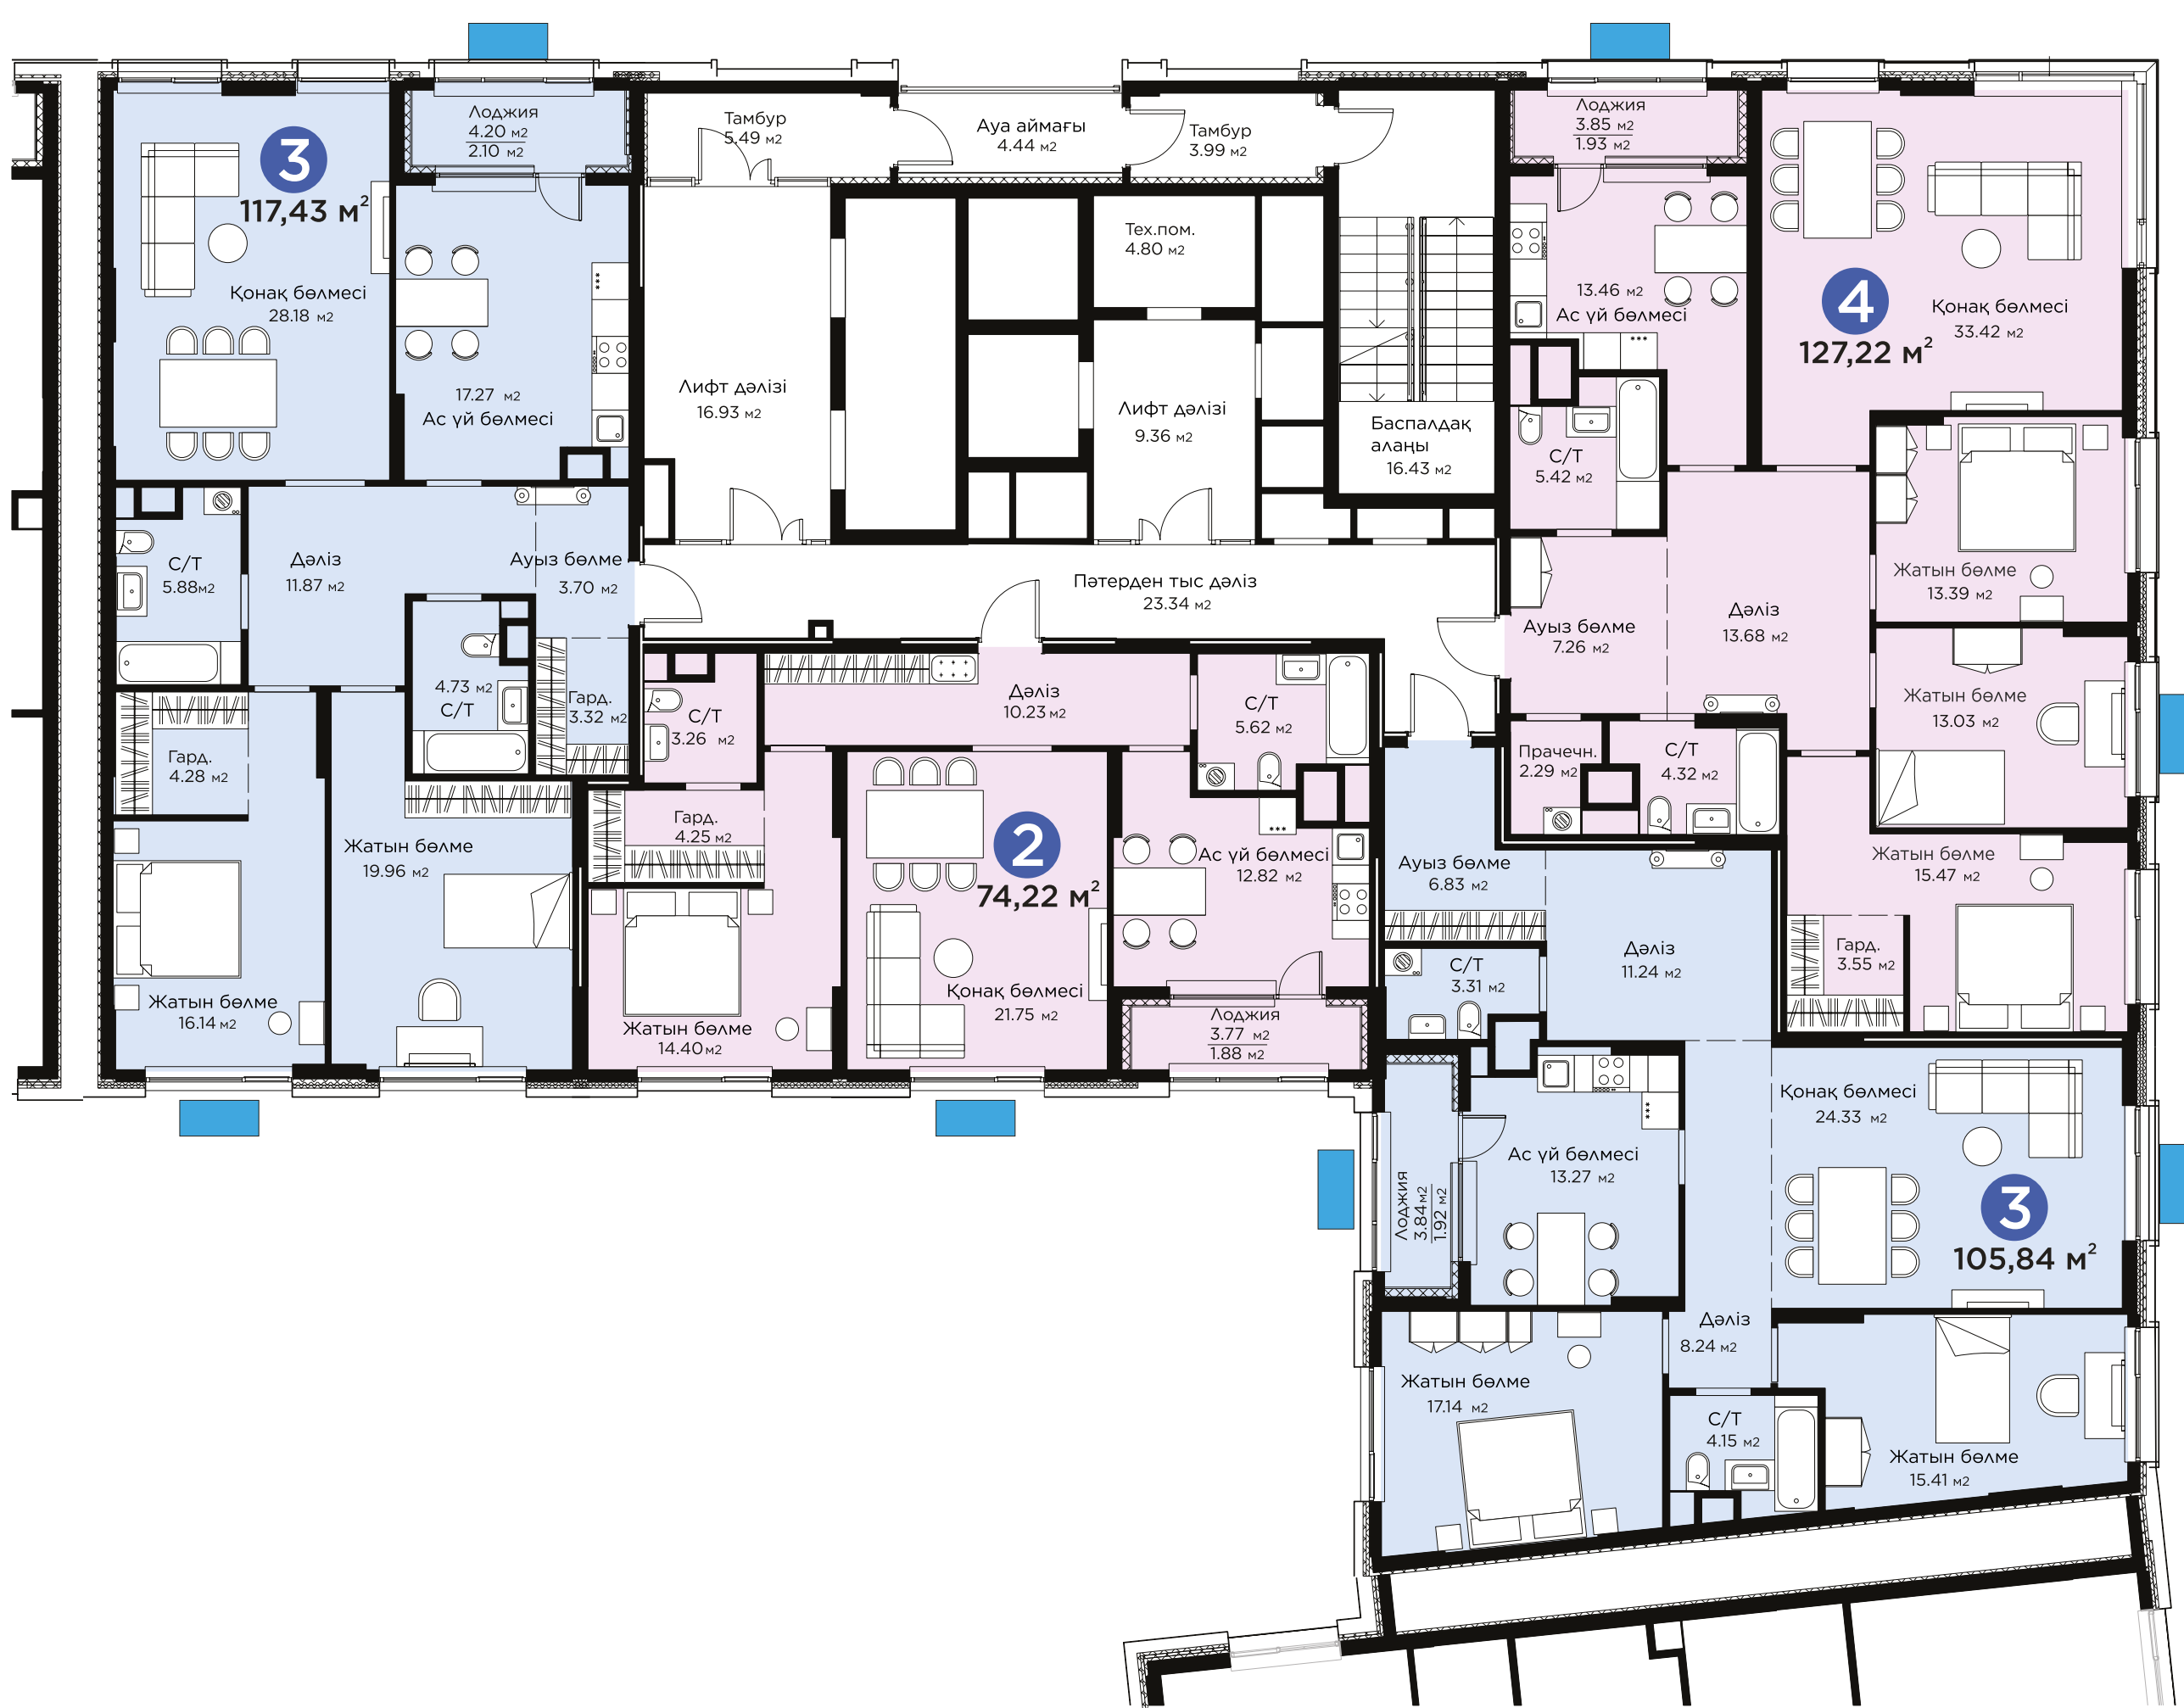 Лоджия
4.20 м2
2.10 м2
3
117,43 м²
Қонақ бөлмесі
28.18 м2
17.27 м2
Ас үй бөлмесі
С/Т
5.88м2
Дәліз
11.87 м2
Ауыз бөлме
3.70 м2
4.73 м2
С/Т
Гард.
3.32 м2
Гард.
4.28 м2
Жатын бөлме
16.14 м2
Жатын бөлме
19.96 м2
Тамбур
5.49 м2
Ауа аймағы
4.44 м2
Тамбур
3.99 м2
Тех.пом.
4.80 м2
Лифт дәлізі
16.93 м2
Лифт дәлізі
9.36 м2
Баспалдақ
алаңы
16.43 м2
Пәтерден тыс дәліз
23.34 м2
С/Т
3.26 м2
Дәліз
10.23 м2
С/Т
5.62 м2
Гард.
4.25 м2
2
74,22 м²
Ас үй бөлмесі
12.82 м2
Қонақ бөлмесі
21.75 м2
Жатын бөлме
14.40 м2
Лоджия
3.77 м2
1.88 м2
Лоджия
3.85 м2
1.93 м2
13.46 м2
Ас үй бөлмесі
4
127,22 м²
Қонақ бөлмесі
33.42 м2
С/Т
5.42 м2
Жатын бөлме
13.39 м2
Ауыз бөлме
7.26 м2
Дәліз
13.68 м2
Жатын бөлме
13.03 м2
Прачечн.
2.29 м2
С/Т
4.32 м2
Жатын бөлме
15.47 м2
Гард.
3.55 м2
Ауыз бөлме
6.83 м2
Дәліз
11.24 м2
С/Т
3.31 м2
Қонақ бөлмесі
24.33 м2
3
105,84 м²
Ас үй бөлмесі
13.27 м2
Лоджия
3.84 м2
1.92 м2
Дәліз
8.24 м2
Жатын бөлме
17.14 м2
С/Т
4.15 м2
Жатын бөлме
15.41 м2